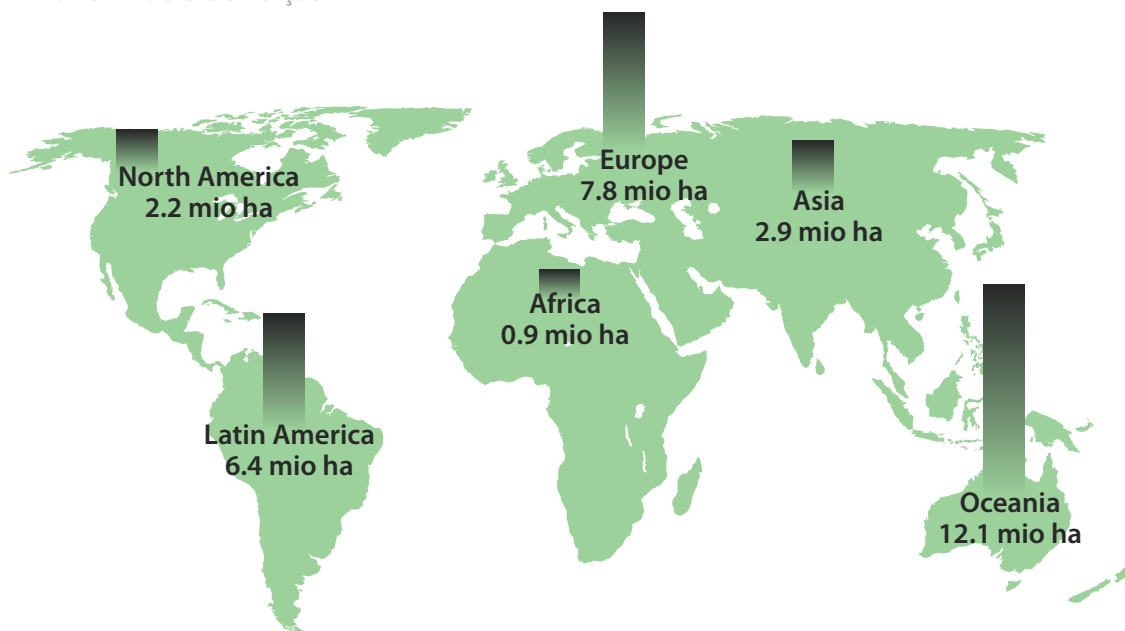 Europe
7.8 mio ha
North America
2.2 mio ha
Asia
2.9 mio ha
Africa
0.9 mio ha
Latin America
6.4 mio ha
Oceania
12.1 mio ha